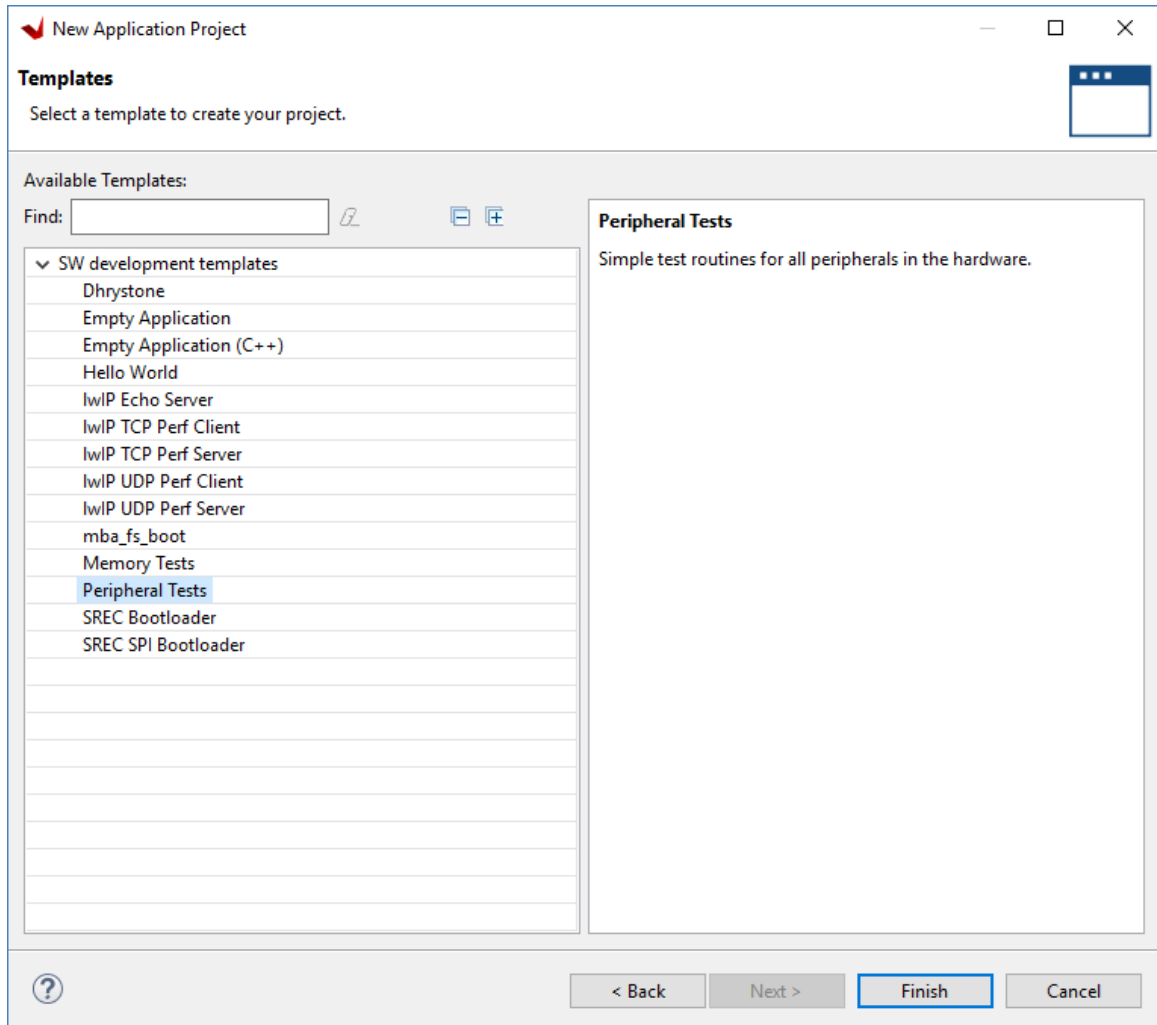 New Application Project
Templates
Select a template to create your project.
Available Templates:
Find:
SW development templates
Dhrystone
Empty Application
Empty Application (C++)
Hello World
lwIP Echo Server
lwIP TCP Perf Client
lwIP TCP Perf Server
lwIP UDP Perf Client
lwIP UDP Perf Server
mba_fs_boot
Memory Tests
Peripheral Tests
SREC Bootloader
SREC SPI Bootloader
Peripheral Tests
Simple test routines for all peripherals in the hardware.
?
< Back
Next >
Finish
Cancel